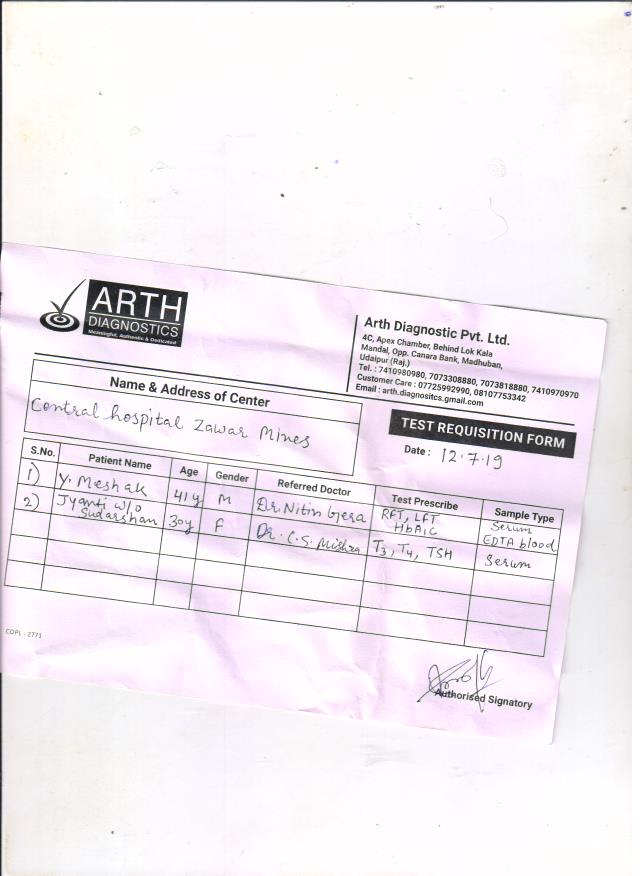 ARTH
DIAGNOSTICS
Meaningful, Authentic & Dedicated
Arth Diagnostic Pvt. Ltd.
4C, Apex Chamber, Behind Lok Kala
Mandal, Opp. Canara Bank, Madhuban,
Udaipur (Raj.)
Tel. : 7410980980, 7073308880, 7073818880, 7410970970
Customer Care : 07725992990, 08107753342
Email : arth.diagnositcs.gmail.com
Name & Address of Center
Central hospital Zawar Mines
TEST REQUISITION FORM
Date : 12.7.19
S.No. Patient Name Age Gender Referred Doctor Test Prescribe Sample Type
1) Y. Meshak 41y M Dr. Nitin Gera RFT, LFT Serum
HbA1C EDTA blood
2) Jyanti w/o 30y F Dr. C.S. Mishra T3, T4, TSH Serum
Sudarshan
COPL : 2771
Authorised Signatory